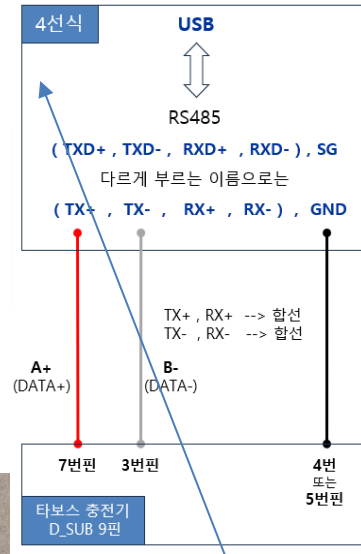 4선식
USB
RS485
( TXD+ , TXD- , RXD+ , RXD- ) , SG
다르게 부르는 이름으로는
( TX+ , TX- , RX+ , RX- ) , GND
TX+ , RX+ --> 합선
TX- , RX- --> 합선
A+
(DATA+)
B-
(DATA-)
7번핀
3번핀
4번
또는
5번핀
타보스 충전기
D_SUB 9핀